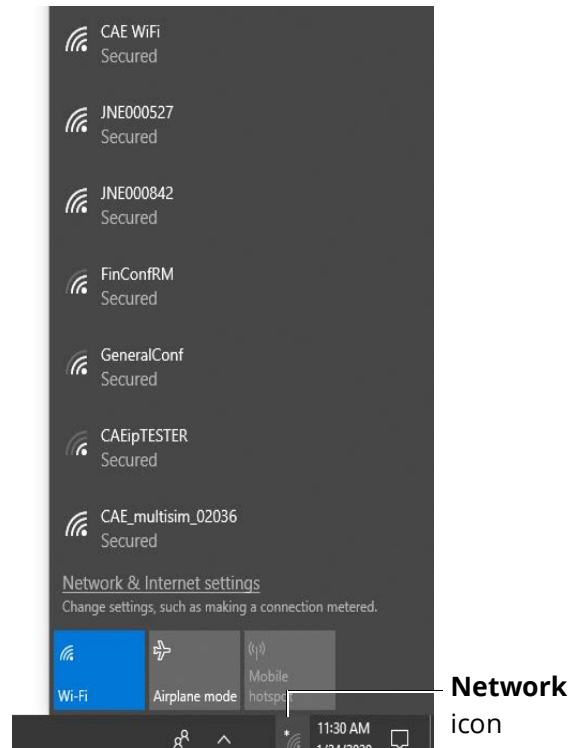 CAE WiFi
Secured
JNE000527
Secured
JNE000842
Secured
FinConfRM
Secured
GeneralConf
Secured
CAEipTESTER
Secured
CAE_multisim_02036
Secured
Network & Internet settings
Change settings, such as making a connection metered.
Wi-Fi
Airplane mode
Mobile
hotspot
Network
icon
11:30 AM